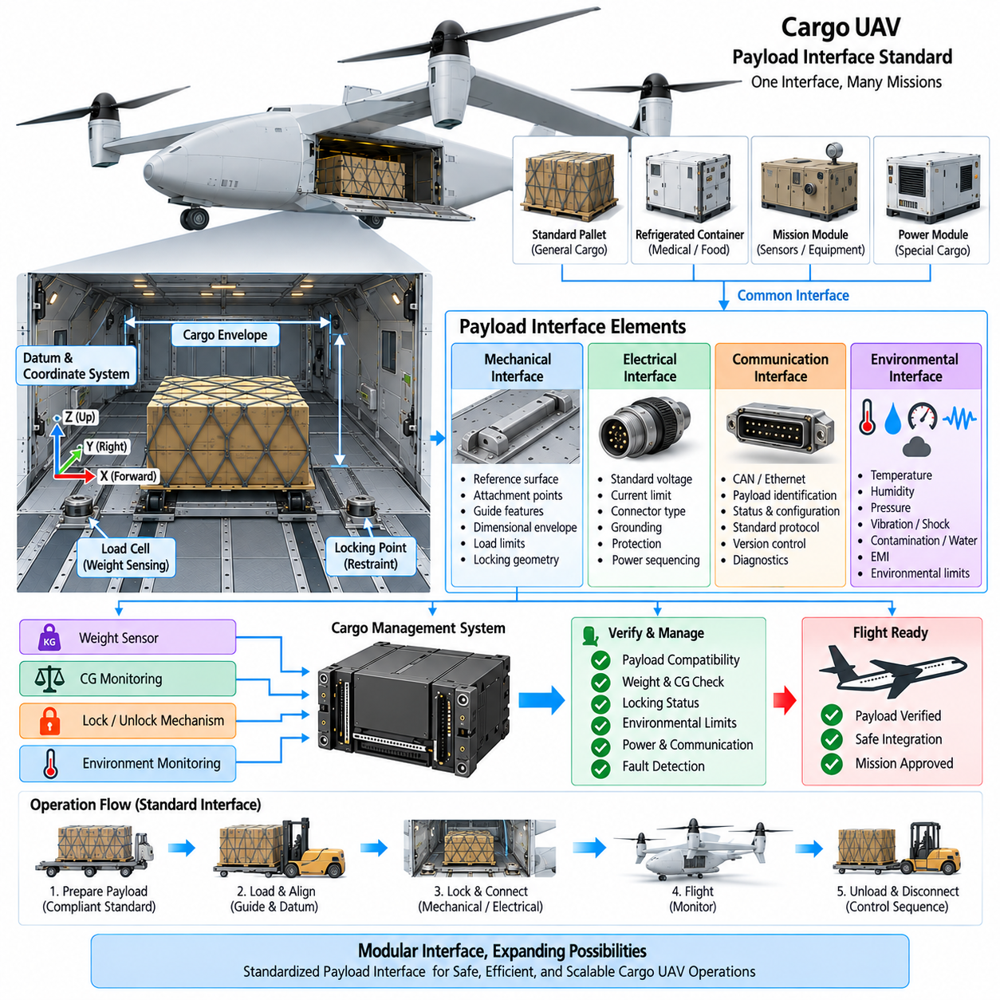 Cargo UAV
Payload Interface Standard
One Interface, Many Missions
Standard Pallet
(General Cargo)
Refrigerated Container
(Medical / Food)
Mission Module
(Sensors / Equipment)
Power Module
(Special Cargo)
Common Interface
Cargo Envelope
Datum &
Coordinate System
Z (Up)
Y (Right)
X (Forward)
Load Cell
(Weight Sensing)
Locking Point
(Restraint)
Payload Interface Elements
Mechanical
Interface
• Reference surface
• Attachment points
• Guide features
• Dimensional envelope
• Load limits
• Locking geometry
Electrical
Interface
• Standard voltage
• Current limit
• Connector type
• Grounding
• Protection
• Power sequencing
Communication
Interface
• CAN / Ethernet
• Payload identification
• Status & configuration
• Standard protocol
• Version control
• Diagnostics
Environmental
Interface
• Temperature
• Humidity
• Pressure
• Vibration / Shock
• Contamination / Water
• EMI
• Environmental limits
KG
Weight Sensor
CG Monitoring
Lock / Unlock Mechanism
Environment Monitoring
Cargo Management System
Verify & Manage
Payload Compatibility
Weight & CG Check
Locking Status
Environmental Limits
Power & Communication
Fault Detection
Flight Ready
Payload Verified
Safe Integration
Mission Approved
Operation Flow (Standard Interface)
1. Prepare Payload
(Compliant Standard)
2. Load & Align
(Guide & Datum)
3. Lock & Connect
(Mechanical / Electrical)
4. Flight
(Monitor)
5. Unload & Disconnect
(Control Sequence)
Modular Interface, Expanding Possibilities
Standardized Payload Interface for Safe, Efficient, and Scalable Cargo UAV Operations